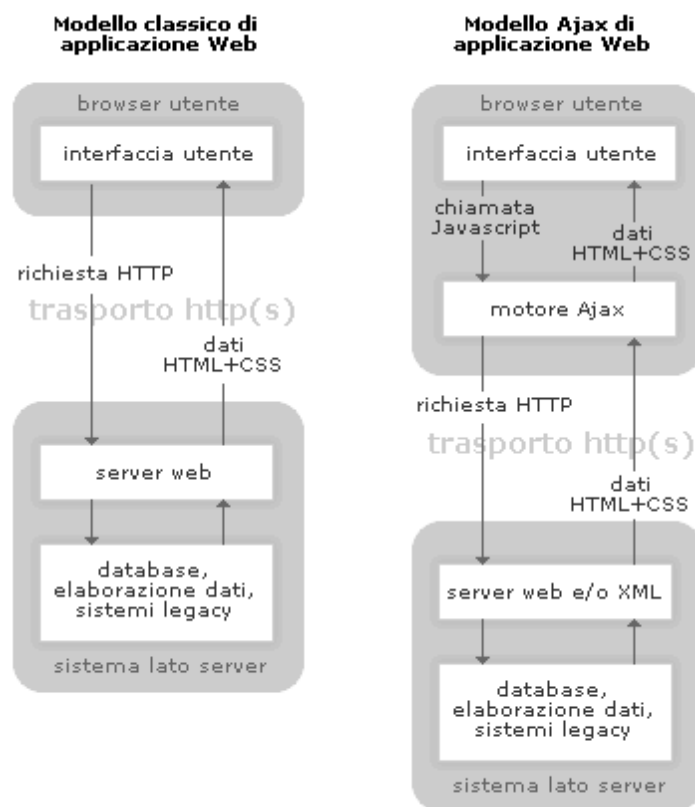 Modello classico di
applicazione Web
browser utente
interfaccia utente
richiesta HTTP
trasporto http(s)
dati
HTML+CSS
server web
database,
elaborazione dati,
sistemi legacy
sistema lato server
Modello Ajax di
applicazione Web
browser utente
interfaccia utente
chiamata
Javascript
dati
HTML+CSS
motore Ajax
richiesta HTTP
trasporto http(s)
dati
HTML+CSS
server web e/o XML
database,
elaborazione dati,
sistemi legacy
sistema lato server